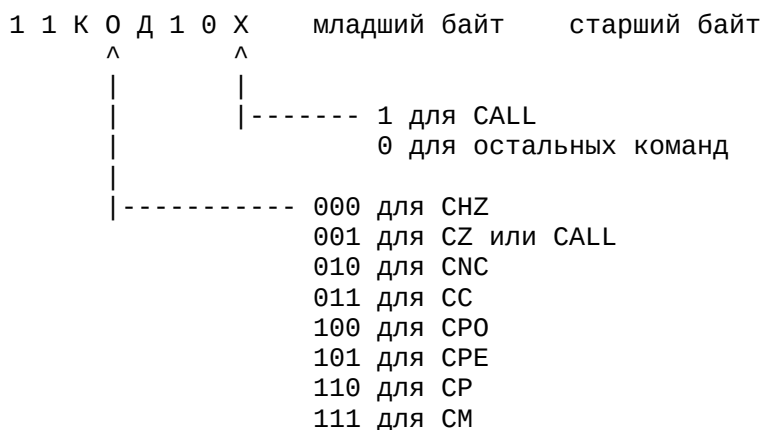 1 1 К О Д 1 0 X    младший байт    старший байт
      ^       ^
      |       |
      |       |------- 1 для CALL
      |                0 для остальных команд
      |
      |----------- 000 для CHZ
                   001 для CZ или CALL
                   010 для CNC
                   011 для CC
                   100 для CPO
                   101 для CPE
                   110 для CP
                   111 для CM